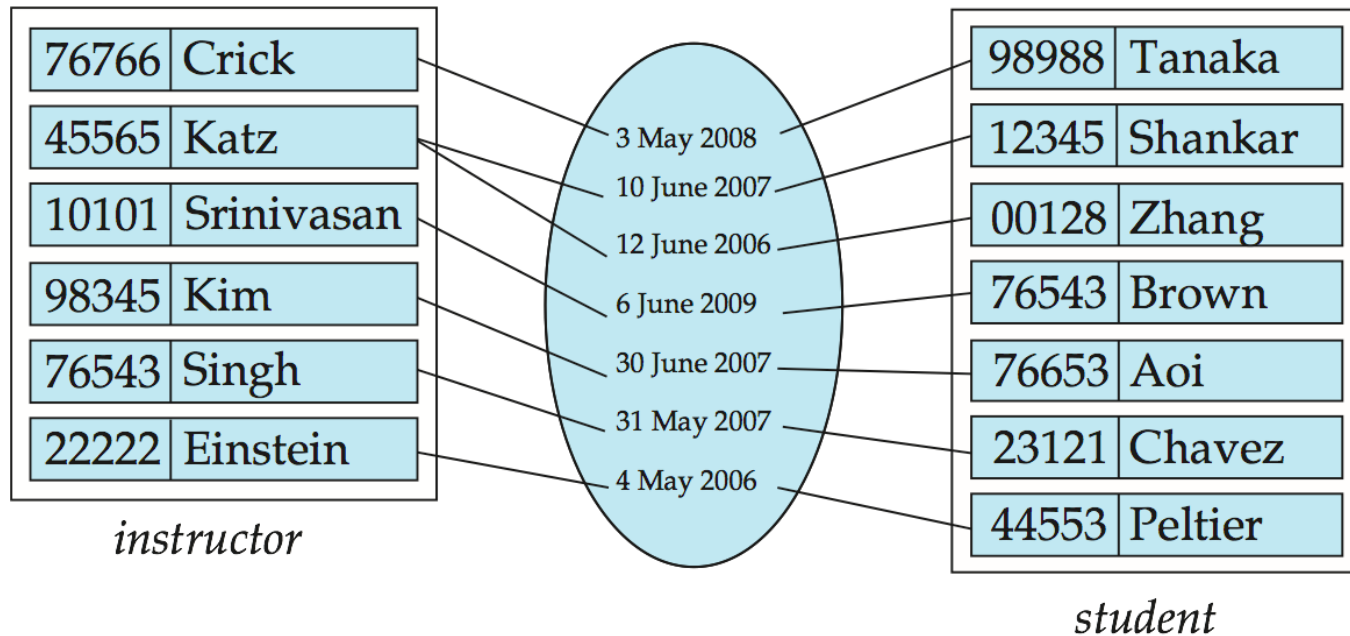 76766 Crick
45565 Katz
10101 Srinivasan
98345 Kim
76543 Singh
22222 Einstein
instructor
3 May 2008
10 June 2007
12 June 2006
6 June 2009
30 June 2007
31 May 2007
4 May 2006
98988 Tanaka
12345 Shankar
00128 Zhang
76543 Brown
76653 Aoi
23121 Chavez
44553 Peltier
student